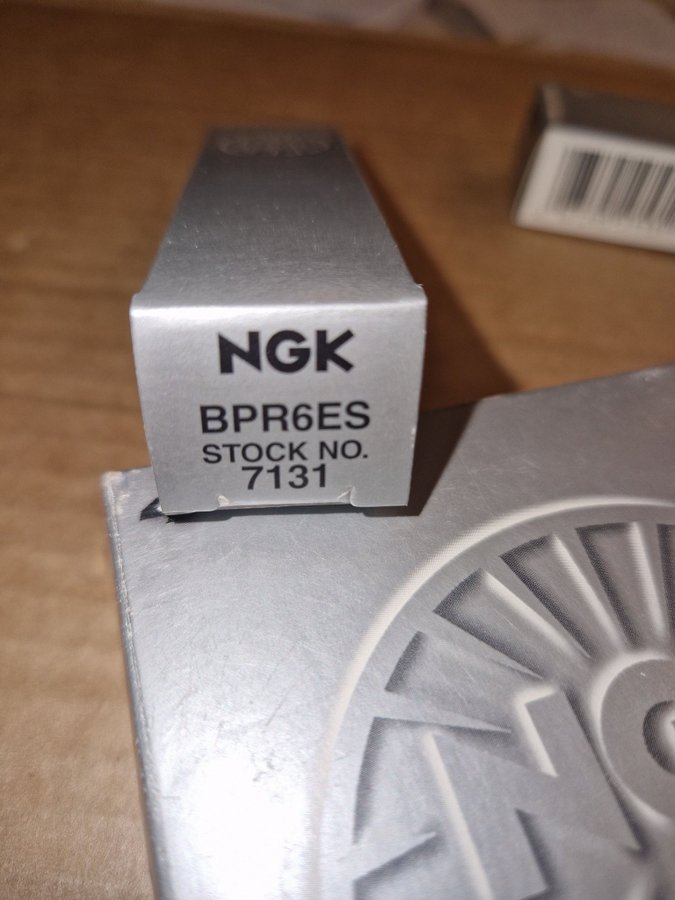 NGK
BPR6ES
STOCK NO.
7131